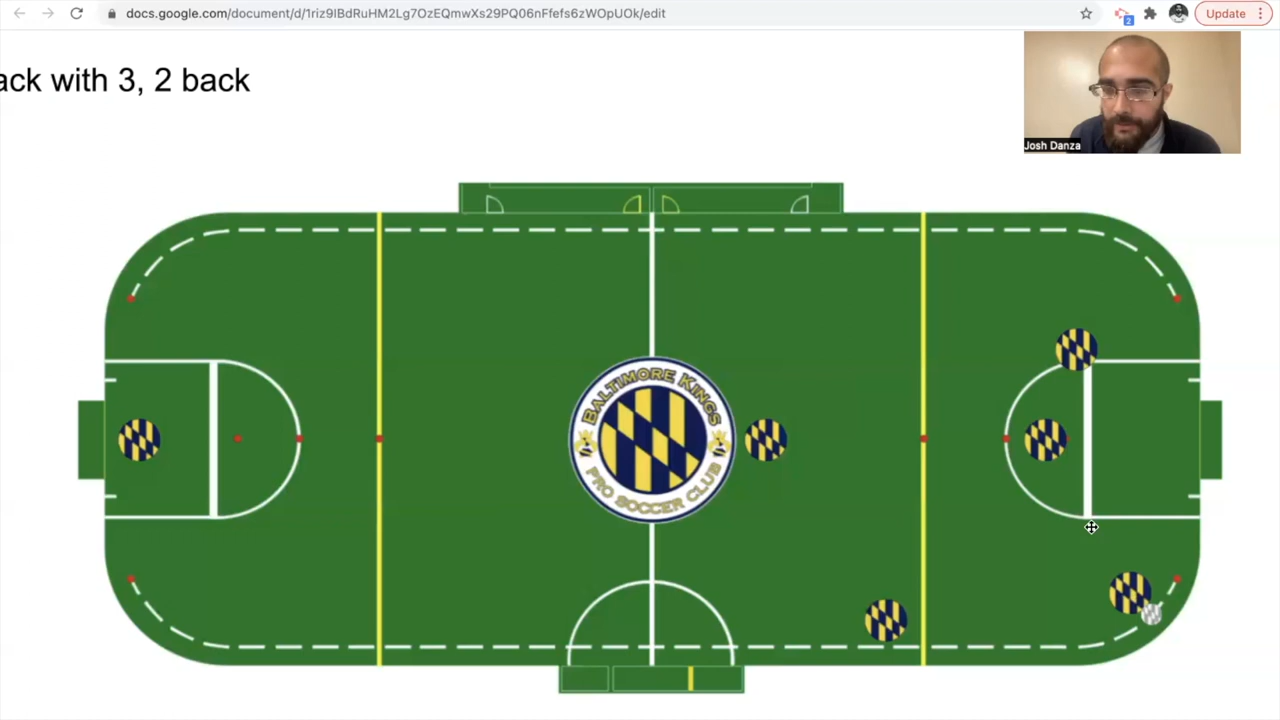 docs.google.com/document/d/1riz9IBdRuHM2Lg7OzEQmwXs29PQ06nFfefs6zWOpUOk/edit
2
Update
ack with 3, 2 back
Josh Danza
BALTIMORE KINGS
PRO SOCCER CLUB